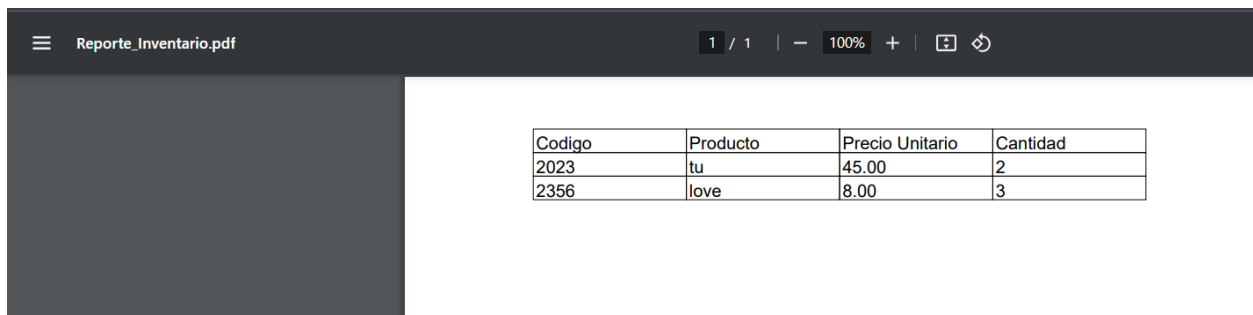 Reporte_Inventario.pdf 1 / 1 100%
Codigo Producto Precio Unitario Cantidad
2023 tu 45.00 2
2356 love 8.00 3